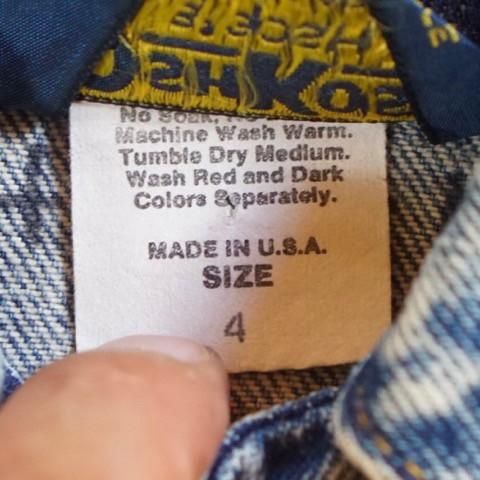 OshKosh
No Soak, No
Machine Wash Warm.
Tumble Dry Medium.
Wash Red and Dark
Colors Separately.
MADE IN U.S.A.
SIZE
4